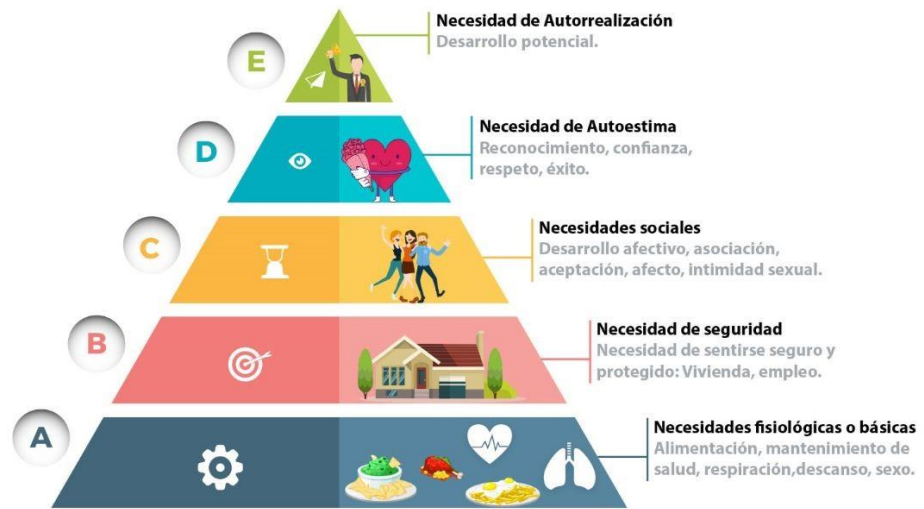 E
Necesidad de Autorrealización
Desarrollo potencial.
D
Necesidad de Autoestima
Reconocimiento, confianza,
respeto, éxito.
C
Necesidades sociales
Desarrollo afectivo, asociación,
aceptación, afecto, intimidad sexual.
B
Necesidad de seguridad
Necesidad de sentirse seguro y
protegido: Vivienda, empleo.
A
Necesidades fisiológicas o básicas
Alimentación, mantenimiento de
salud, respiración,descanso, sexo.